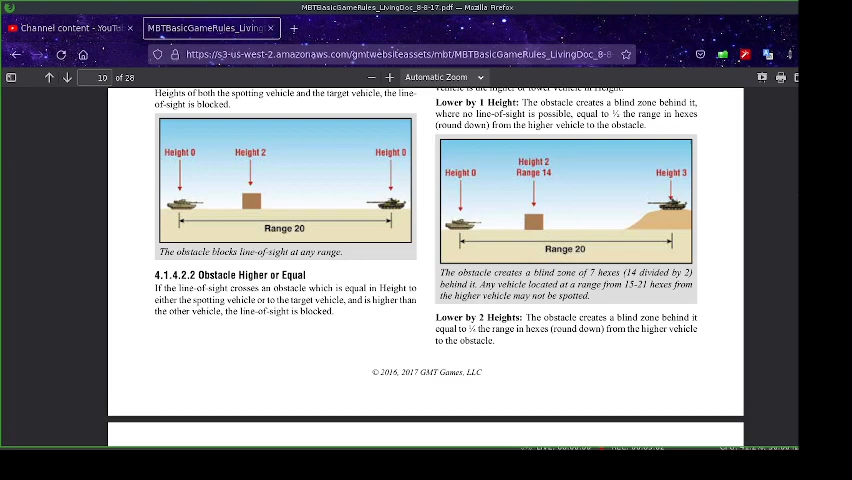 MBTBasicGameRules_LivingDoc_8-8-17.pdf — Mozilla Firefox
Channel content - YouT
MBTBasicGameRules_Living
https://s3-us-west-2.amazonaws.com/gmtwebsiteassets/mbt/MBTBasicGameRules_LivingDoc_8-8
10 of 28
Automatic Zoom
Heights of both the spotting vehicle and the target vehicle, the line-
of-sight is blocked.
Height 0
Height 2
Height 0
Range 20
The obstacle blocks line-of-sight at any range.
4.1.4.2.2 Obstacle Higher or Equal
If the line-of-sight crosses an obstacle which is equal in Height to
either the spotting vehicle or to the target vehicle, and is higher than
the other vehicle, the line-of-sight is blocked.
vehicle is the higher or lower vehicle in Height.
Lower by 1 Height: The obstacle creates a blind zone behind it,
where no line-of-sight is possible, equal to ½ the range in hexes
(round down) from the higher vehicle to the obstacle.
Height 0
Height 2
Range 14
Height 3
Range 20
The obstacle creates a blind zone of 7 hexes (14 divided by 2)
behind it. Any vehicle located at a range from 15-21 hexes from
the higher vehicle may not be spotted.
Lower by 2 Heights: The obstacle creates a blind zone behind it
equal to ¼ the range in hexes (round down) from the higher vehicle
to the obstacle.
© 2016, 2017 GMT Games, LLC